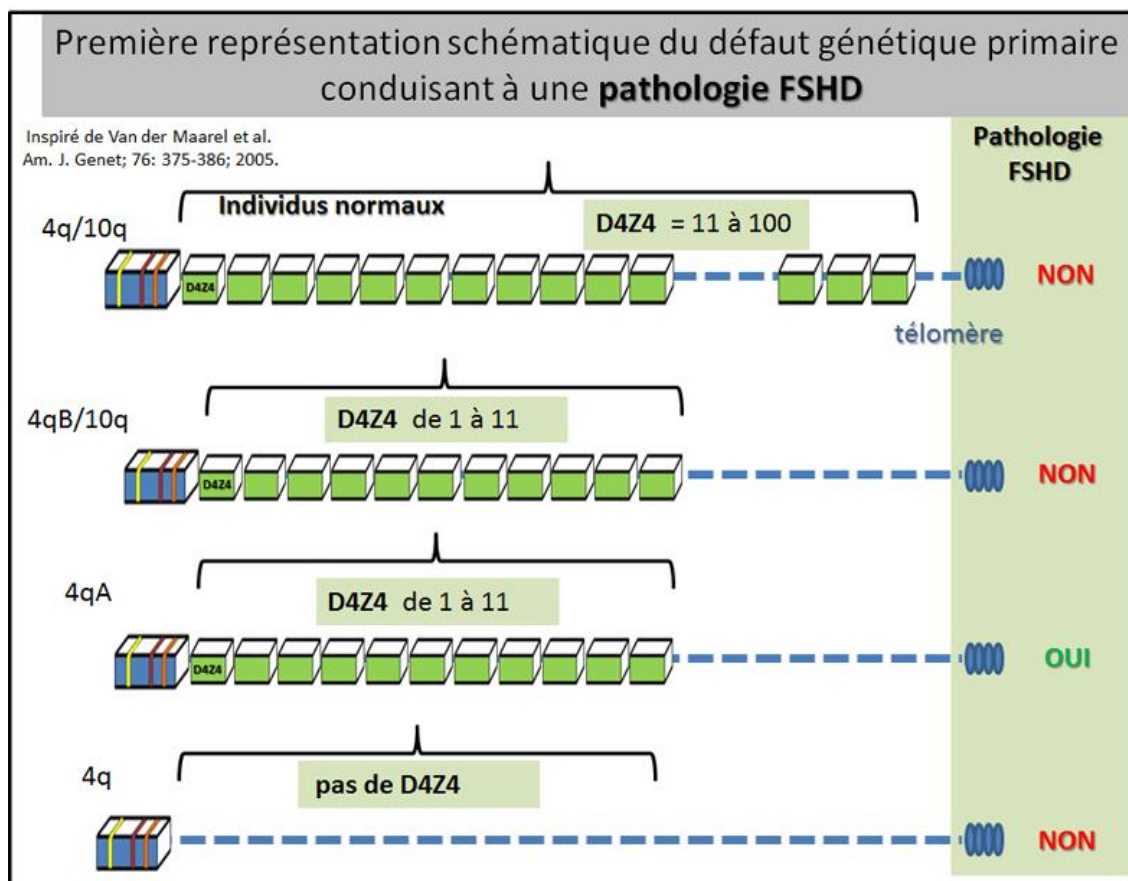 Première représentation schématique du défaut génétique primaire
conduisant à une pathologie FSHD
Inspiré de Van der Maarel et al.
Am. J. Genet; 76: 375-386; 2005.
Pathologie
FSHD
Individus normaux
4q/10q
D4Z4 = 11 à 100
D4Z4
NON
télomère
4qB/10q
D4Z4 de 1 à 11
D4Z4
NON
4qA
D4Z4 de 1 à 11
D4Z4
OUI
4q
pas de D4Z4
NON